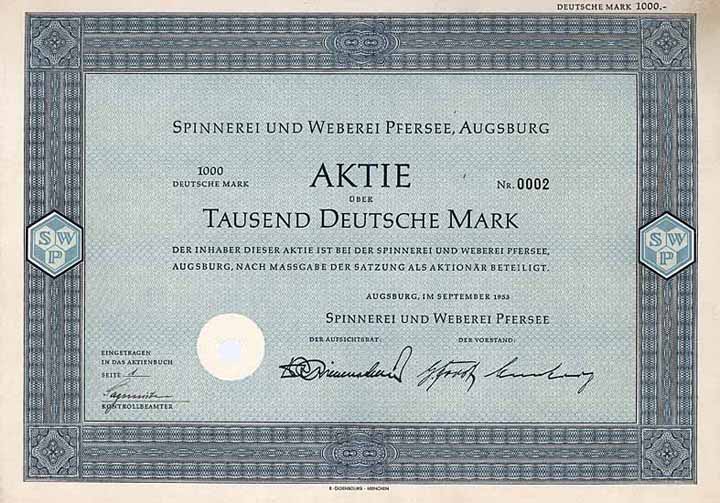 DEUTSCHE MARK 1000,-
SPINNEREI UND WEBEREI PFERSEE, AUGSBURG
1000
DEUTSCHE MARK
AKTIE
NR. 0002
ÜBER
TAUSEND DEUTSCHE MARK
DER INHABER DIESER AKTIE IST BEI DER SPINNEREI UND WEBEREI PFERSEE,
AUGSBURG, NACH MASSGABE DER SATZUNG ALS AKTIONÄR BETEILIGT.
SWP
SWP
AUGSBURG, IM SEPTEMBER 1953
SPINNEREI UND WEBEREI PFERSEE
DER AUFSICHTSRAT:
DER VORSTAND:
EINGETRAGEN
IN DAS AKTIENBUCH
SEITE 1
KONTROLLBEAMTER
R · OLDENBOURG · MÜNCHEN